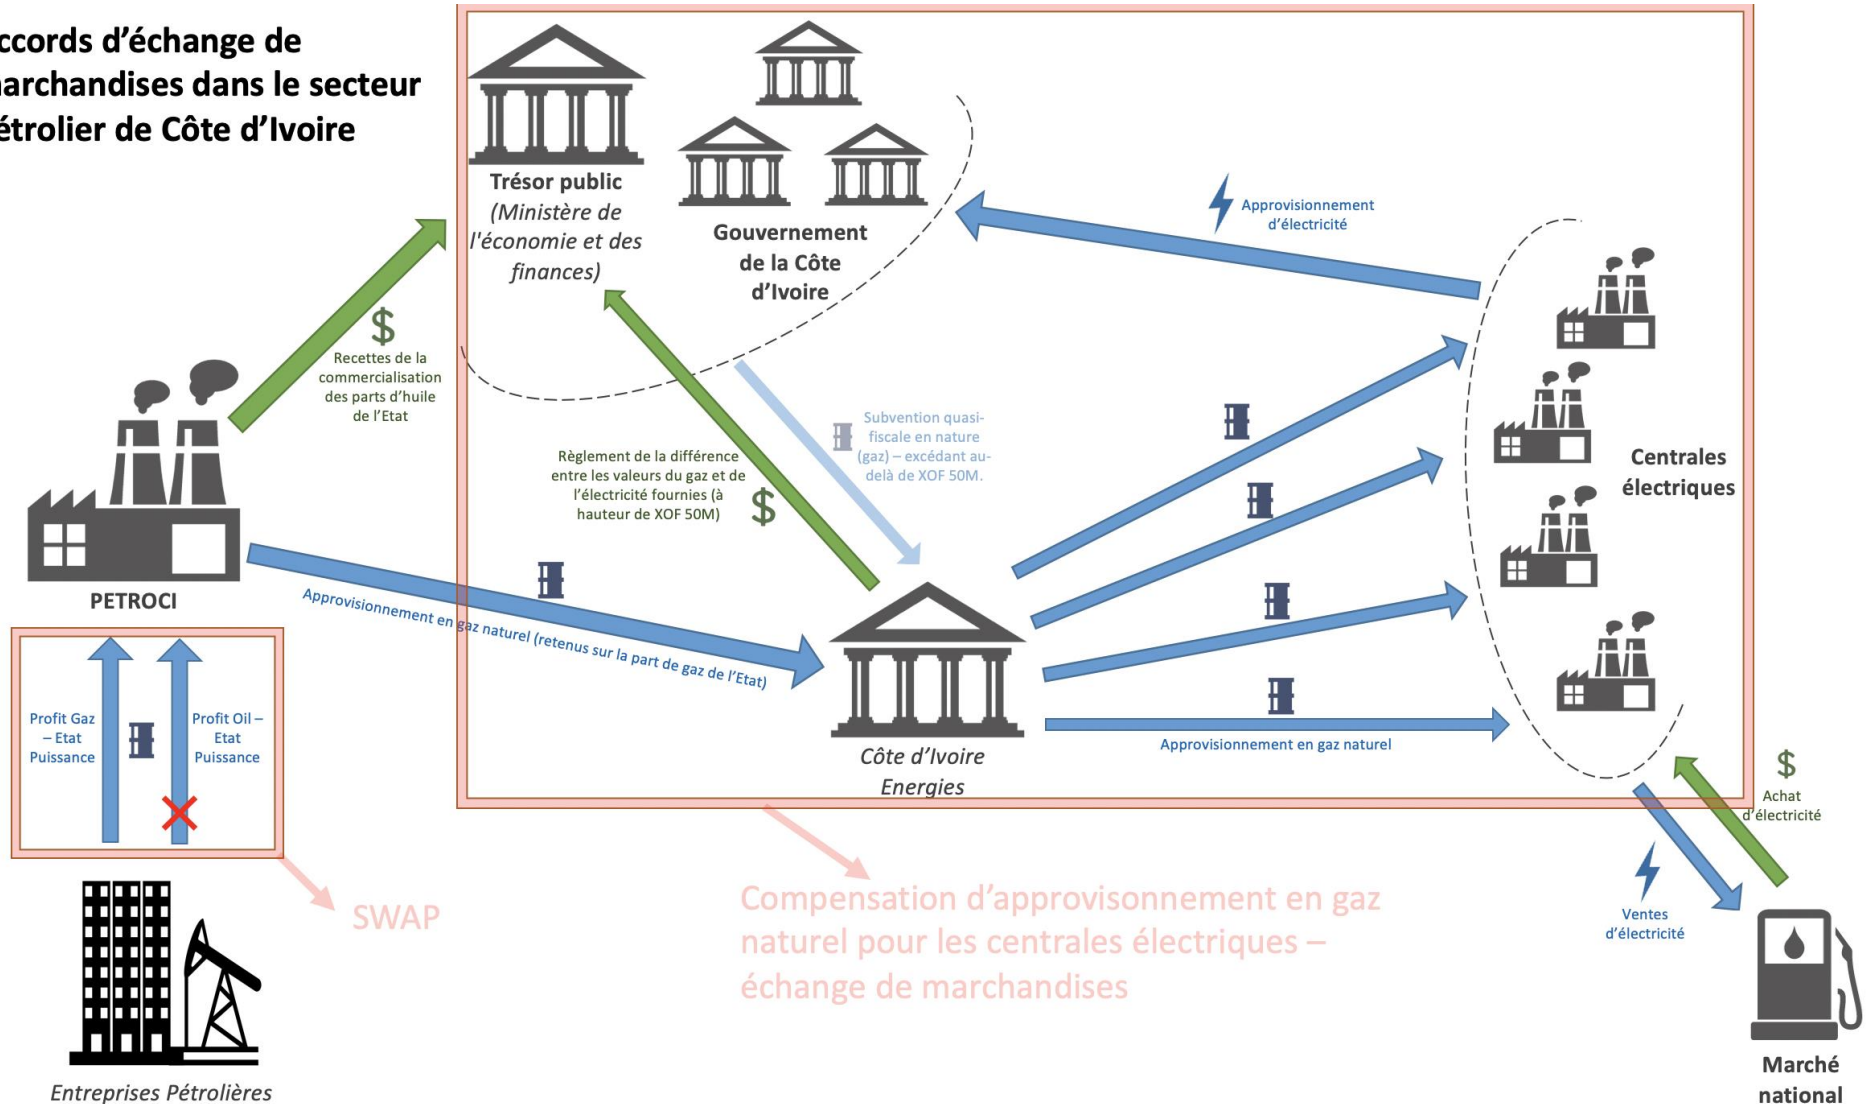 ccords d’échange de
archandises dans le secteur
étrolier de Côte d’Ivoire
Trésor public
(Ministère de
l'économie et des
finances)
Gouvernement
de la Côte
d’Ivoire
Approvisionnement
d’électricité
$
Recettes de la
commercialisation
des parts d’huile
de l’Etat
Règlement de la différence
entre les valeurs du gaz et de
l’électricité fournies (à
hauteur de XOF 50M)
$
Subvention quasi-
fiscale en nature
(gaz) – excédant au-
delà de XOF 50M.
Centrales
électriques
PETROCI
Approvisionnement en gaz naturel (retenus sur la part de gaz de l’Etat)
Profit Gaz
– Etat
Puissance
Profit Oil –
Etat
Puissance
Approvisionnement en gaz naturel
Côte d’Ivoire
Energies
$
Achat
d’électricité
SWAP
Compensation d’approvisonnement en gaz
naturel pour les centrales électriques –
échange de marchandises
Ventes
d’électricité
Entreprises Pétrolières
Marché
national